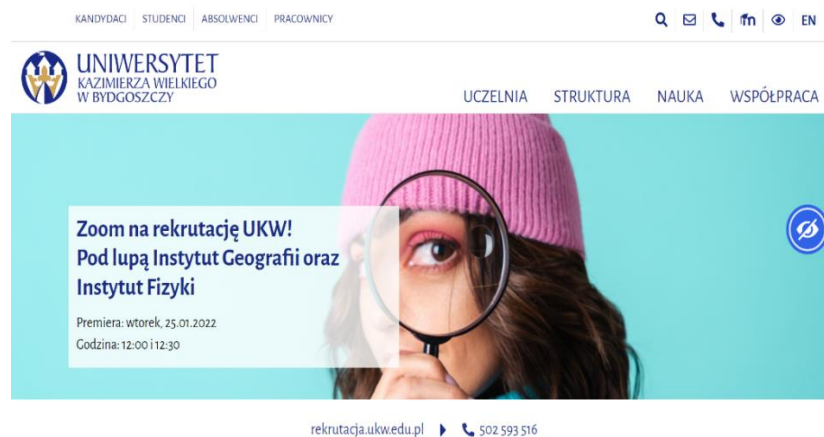 KANDYDACI STUDENCI ABSOLWENCI PRACOWNICY
EN
UNIWERSYTET
KAZIMIERZA WIELKIEGO
W BYDGOSZCZY
UCZELNIA STRUKTURA NAUKA WSPÓŁPRACA
Zoom na rekrutację UKW!
Pod lupą Instytut Geografii oraz
Instytut Fizyki
Premiera: wtorek, 25.01.2022
Godzina: 12:00 i 12:30
rekrutacja.ukw.edu.pl 502 593 516